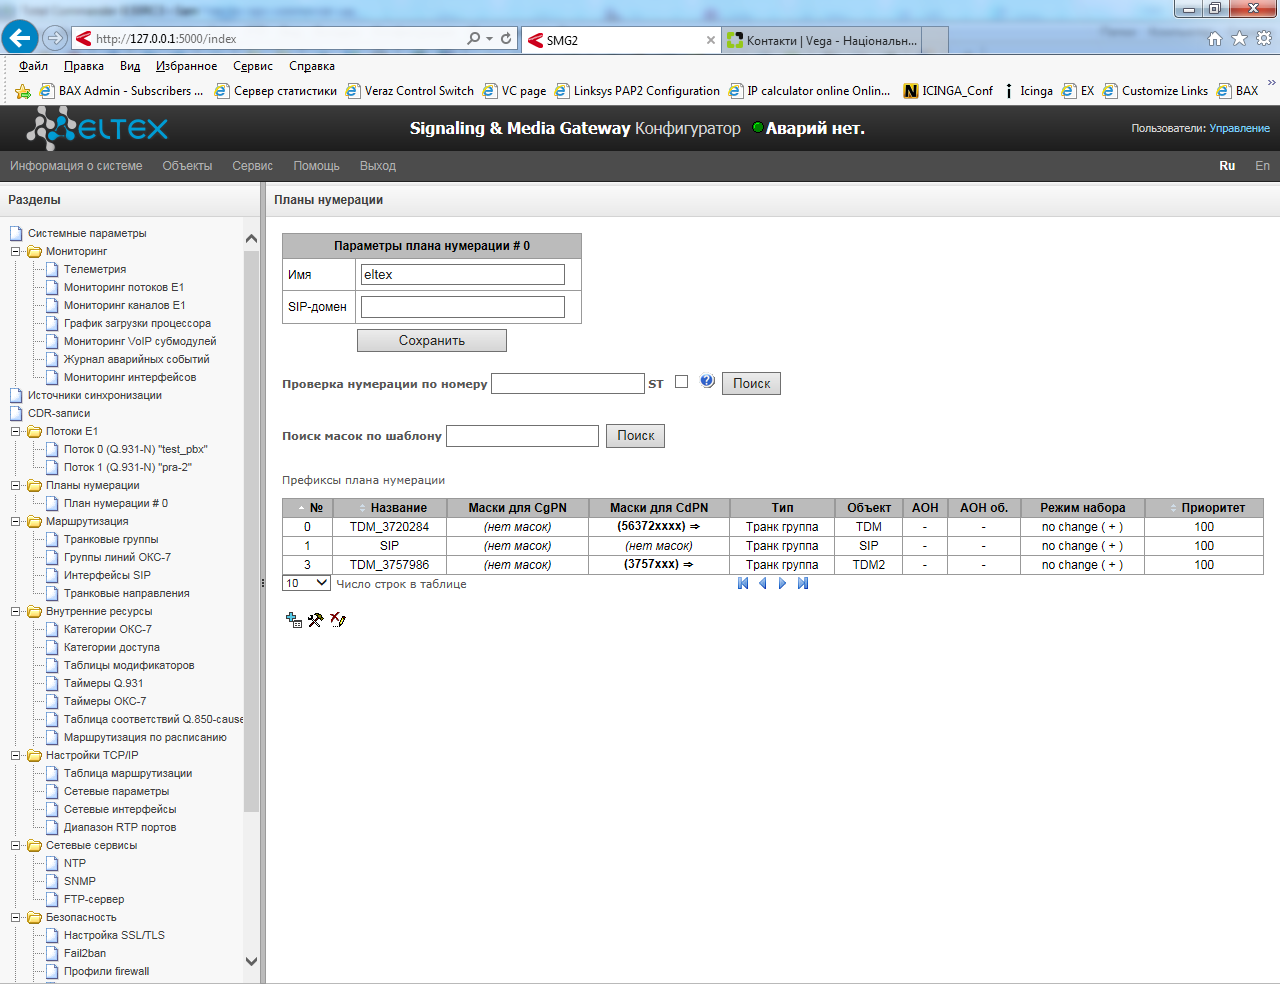 http://127.0.0.1:5000/index
SMG2
Контакти | Vega - Національн...
Файл Правка Вид Избранное Сервис Справка
BAX Admin - Subscribers ... Сервер статистики Veraz Control Switch VC page Linksys PAP2 Configuration IP calculator online Onlin... ICINGA_Conf Icinga EX Customize Links BAX
ELTEX
Signaling & Media Gateway Конфигуратор Аварий нет.
Пользователи: Управление
Информация о системе Объекты Сервис Помощь Выход
Ru En
Разделы
Системные параметры
Мониторинг
Телеметрия
Мониторинг потоков E1
Мониторинг каналов E1
График загрузки процессора
Мониторинг VoIP субмодулей
Журнал аварийных событий
Мониторинг интерфейсов
Источники синхронизации
CDR-записи
Потоки E1
Поток 0 (Q.931-N) "test_pbx"
Поток 1 (Q.931-N) "pra-2"
Планы нумерации
План нумерации # 0
Маршрутизация
Транковые группы
Группы линий ОКС-7
Интерфейсы SIP
Транковые направления
Внутренние ресурсы
Категории ОКС-7
Категории доступа
Таблицы модификаторов
Таймеры Q.931
Таймеры ОКС-7
Таблица соответствий Q.850-cause
Маршрутизация по расписанию
Настройки TCP/IP
Таблица маршрутизации
Сетевые параметры
Сетевые интерфейсы
Диапазон RTP портов
Сетевые сервисы
NTP
SNMP
FTP-сервер
Безопасность
Настройка SSL/TLS
Fail2ban
Профили firewall
Планы нумерации
Параметры плана нумерации # 0
Имя eltex
SIP-домен
Сохранить
Проверка нумерации по номеру ST Поиск
Поиск масок по шаблону Поиск
Префиксы плана нумерации
№ Название Маски для CgPN Маски для CdPN Тип Объект АОН АОН об. Режим набора Приоритет
0 TDM_3720284 (нет масок) (56372xxxx) ⇒ Транк группа TDM - - no change ( + ) 100
1 SIP (нет масок) (нет масок) Транк группа SIP - - no change ( + ) 100
3 TDM_3757986 (нет масок) (3757xxx) ⇒ Транк группа TDM2 - - no change ( + ) 100
10 Число строк в таблице